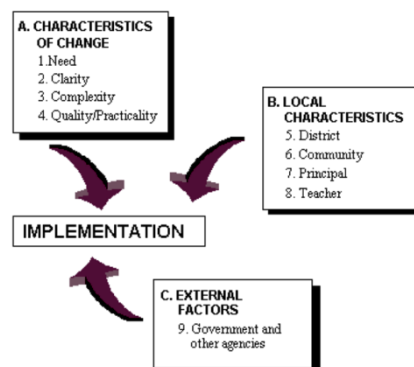 A. CHARACTERISTICS
OF CHANGE
1.Need
2. Clarity
3. Complexity
4. Quality/Practicality
B. LOCAL
CHARACTERISTICS
5. District
6. Community
7. Principal
8. Teacher
IMPLEMENTATION
C. EXTERNAL
FACTORS
9. Government and
other agencies